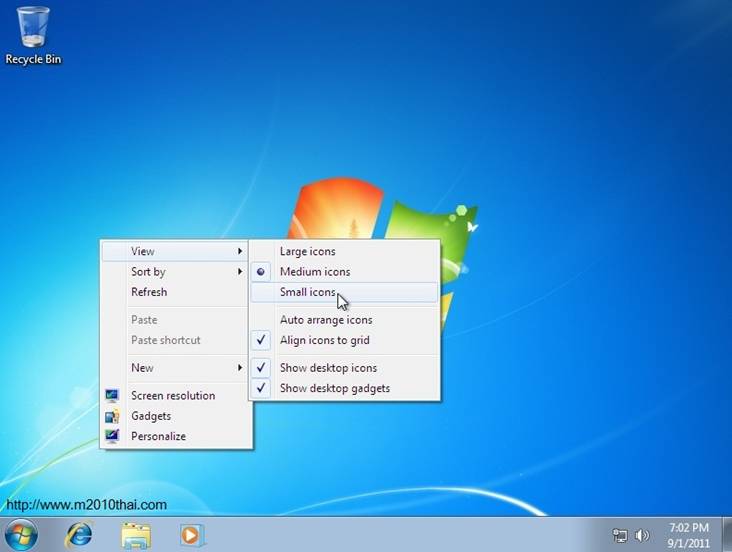 Recycle Bin
View
Sort by
Refresh
Paste
Paste shortcut
New
Screen resolution
Gadgets
Personalize
Large icons
Medium icons
Small icons
Auto arrange icons
Align icons to grid
Show desktop icons
Show desktop gadgets
http://www.m2010thai.com
7:02 PM
9/1/2011